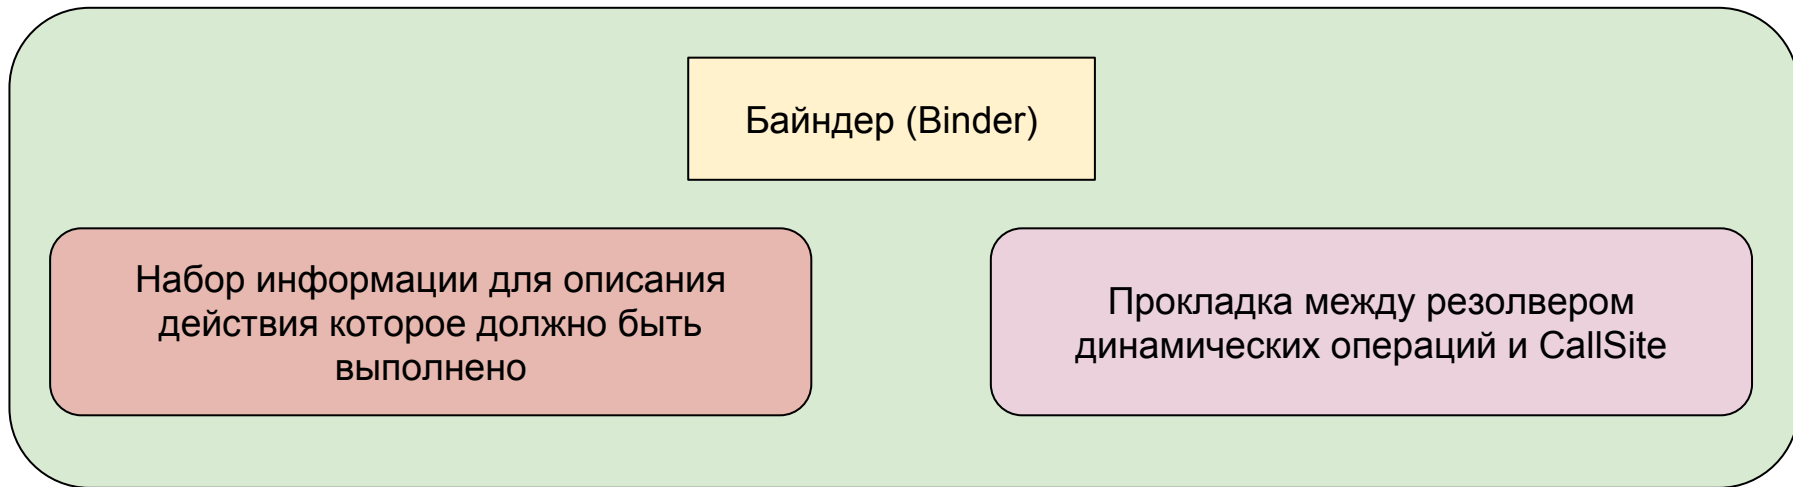 Байндер (Binder)
Набор информации для описания
действия которое должно быть
выполнено
Прокладка между резолвером
динамических операций и CallSite